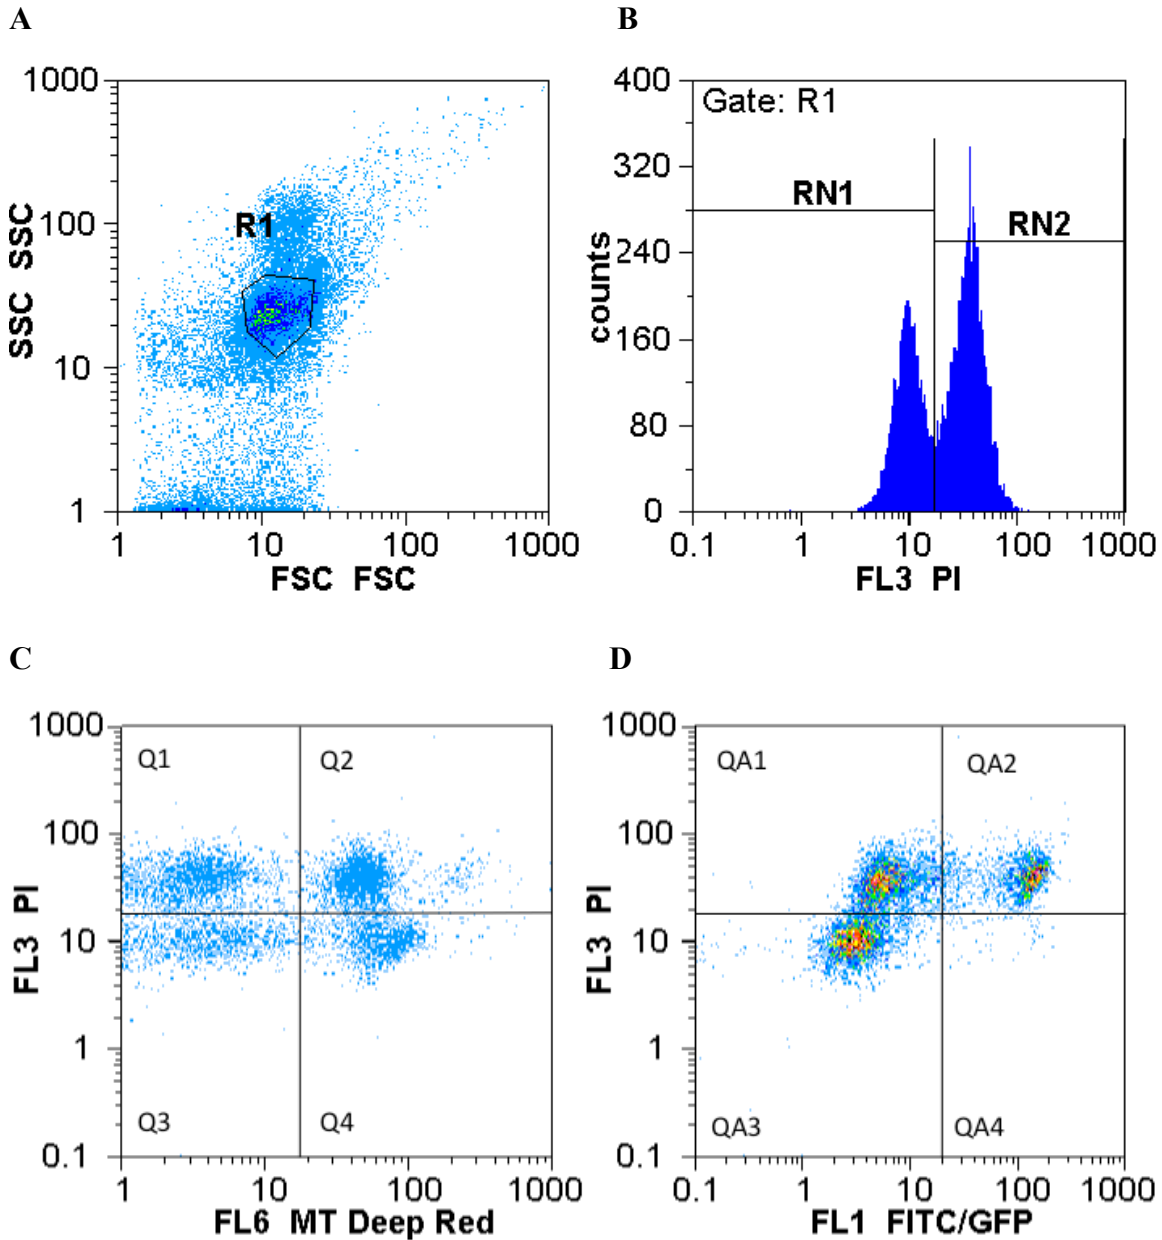 A
B
1000
100
10
1
SSC SSC
R1
1 10 100 1000
FSC FSC
400
320
240
160
80
0
counts
Gate: R1
RN1
RN2
0.1 1 10 100 1000
FL3 PI
C
D
1000
100
10
1
0.1
FL3 PI
Q1
Q2
Q3
Q4
1 10 100 1000
FL6 MT Deep Red
1000
100
10
1
0.1
FL3 PI
QA1
QA2
QA3
QA4
0.1 1 10 100 1000
FL1 FITC/GFP